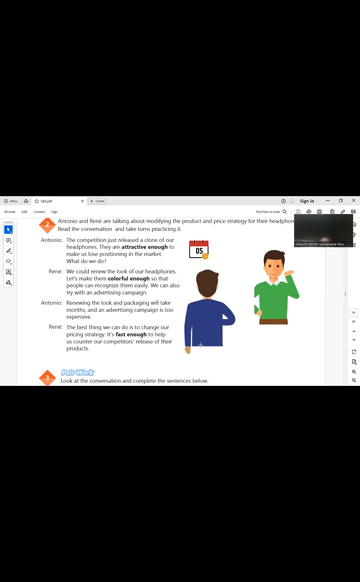 Menu
1db.pdf
Create
Sign in
All tools Edit Convert Sign
Find text or tools
2 Antonio and René are talking about modifying the product and price strategy for their headphon
Read the conversation and take turns practicing it.
Antonio: The competition just released a clone of our
headphones. They are attractive enough to
make us lose positioning in the market.
What do we do?
René: We could renew the look of our headphones.
Let's make them colorful enough so that
people can recognize them easily. We can also
try with an advertising campaign.
Antonio: Renewing the look and packaging will take
months, and an advertising campaign is too
expensive.
René: The best thing we can do is to change our
pricing strategy. It's fast enough to help
us counter our competitors' release of their
products.
05
3 Pair Work
Look at the conversation and complete the sentences below.